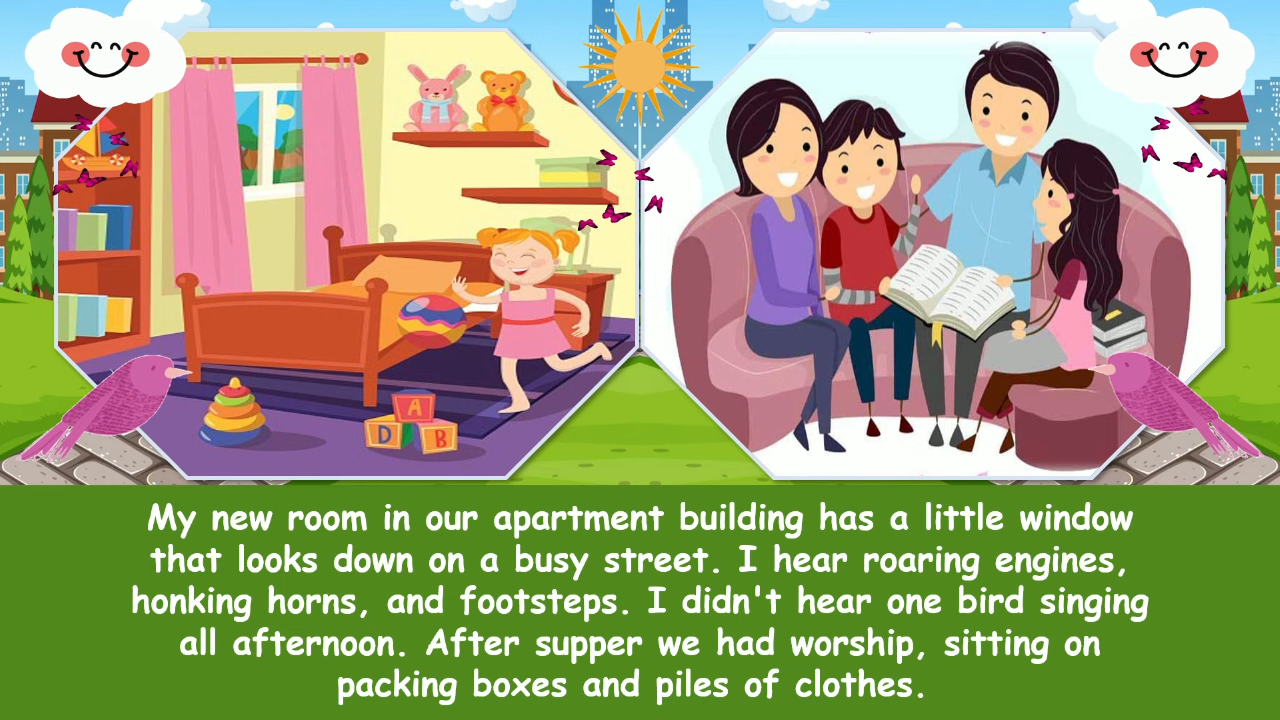 A
D
B
My new room in our apartment building has a little window
that looks down on a busy street. I hear roaring engines,
honking horns, and footsteps. I didn't hear one bird singing
all afternoon. After supper we had worship, sitting on
packing boxes and piles of clothes.